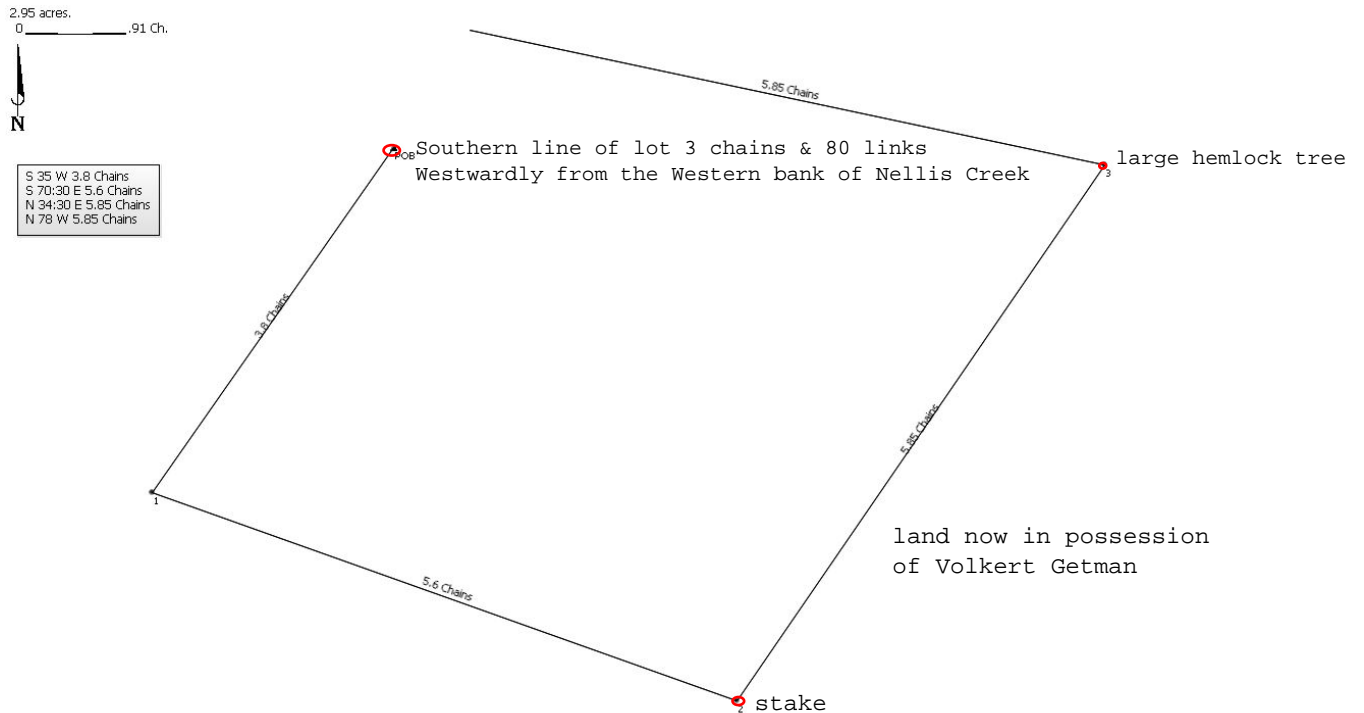 2.95 acres.
0 .91 Ch.
N
S 35 W 3.8 Chains
S 70:30 E 5.6 Chains
N 34:30 E 5.85 Chains
N 78 W 5.85 Chains
5.85 Chains
POB
Southern line of lot 3 chains & 80 links
Westwardly from the Western bank of Nellis Creek
large hemlock tree
3
3.8 Chains
5.85 Chains
1
land now in possession
of Volkert Getman
5.6 Chains
stake
2